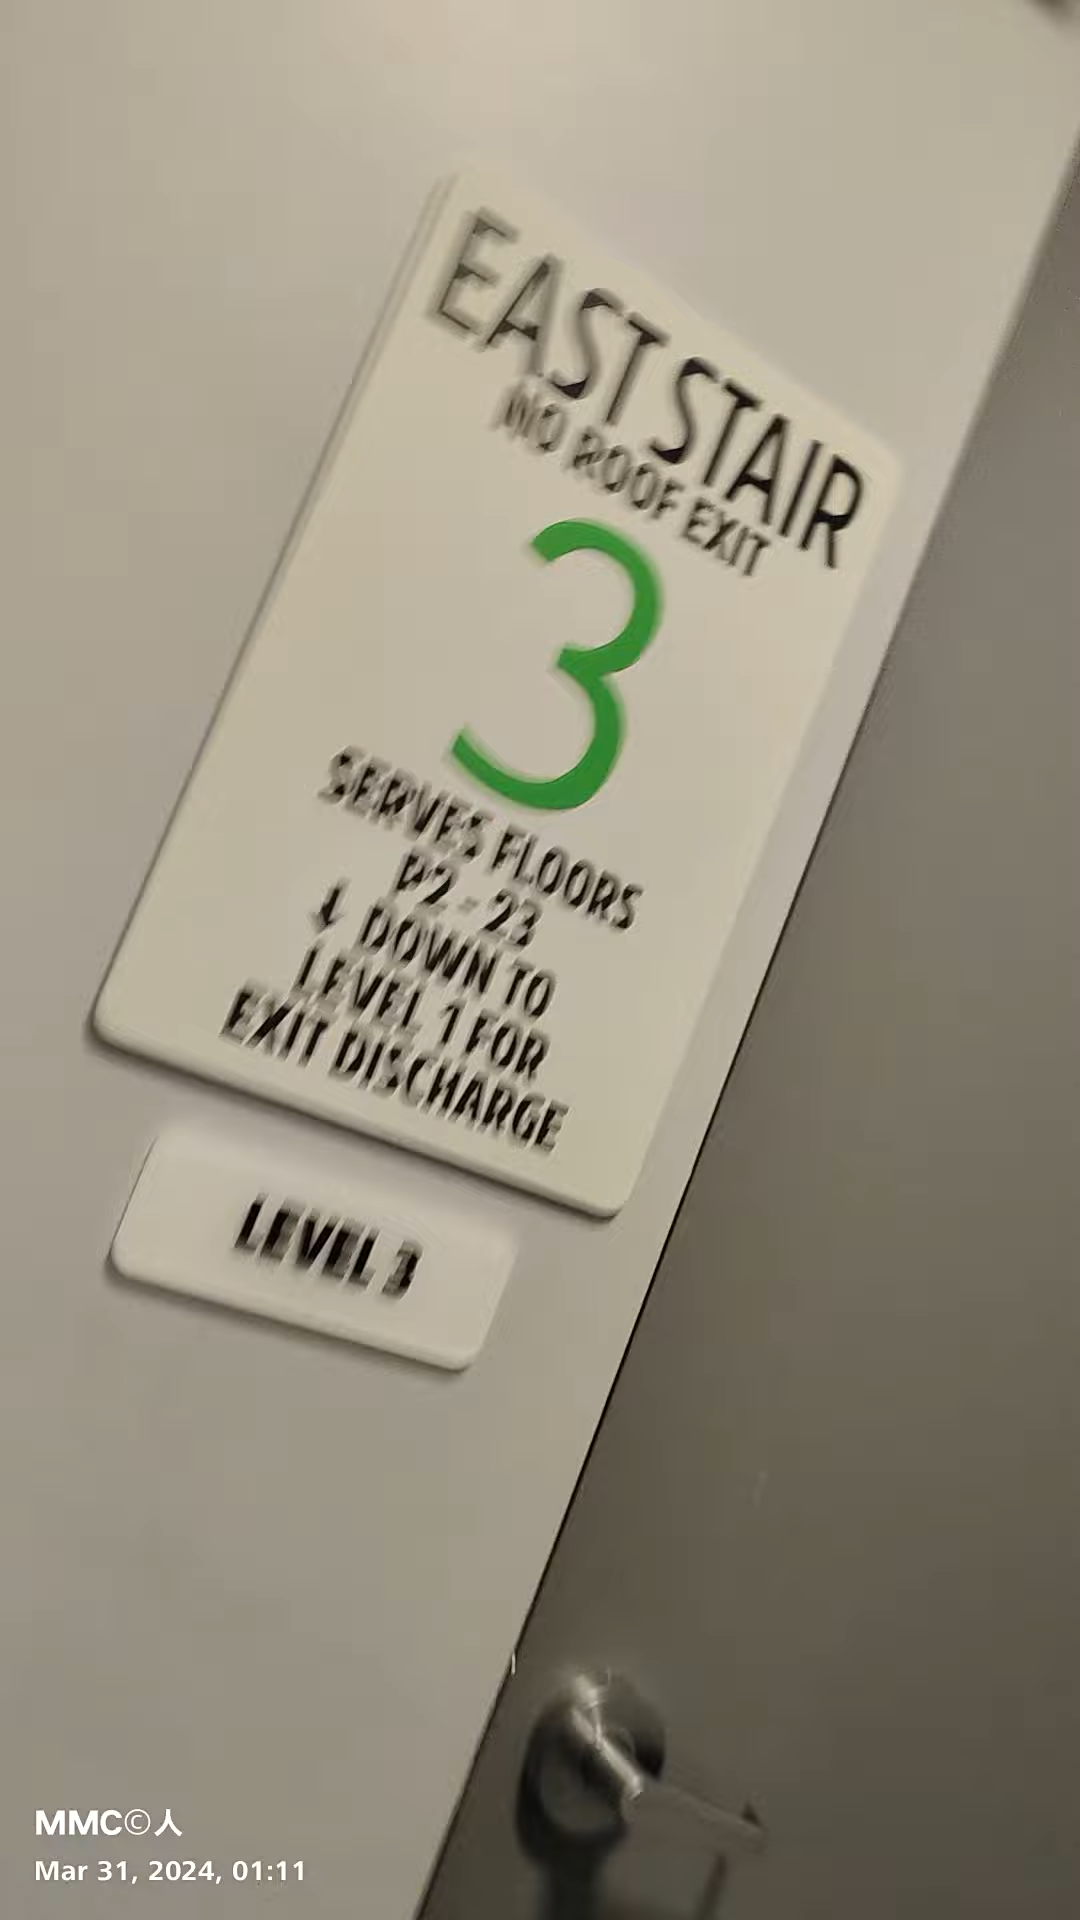 EAST STAIR
NO ROOF EXIT
3
SERVES FLOORS
P2 - 23
↓ DOWN TO
LEVEL 1 FOR
EXIT DISCHARGE
LEVEL 3
MMC©人
Mar 31, 2024, 01:11